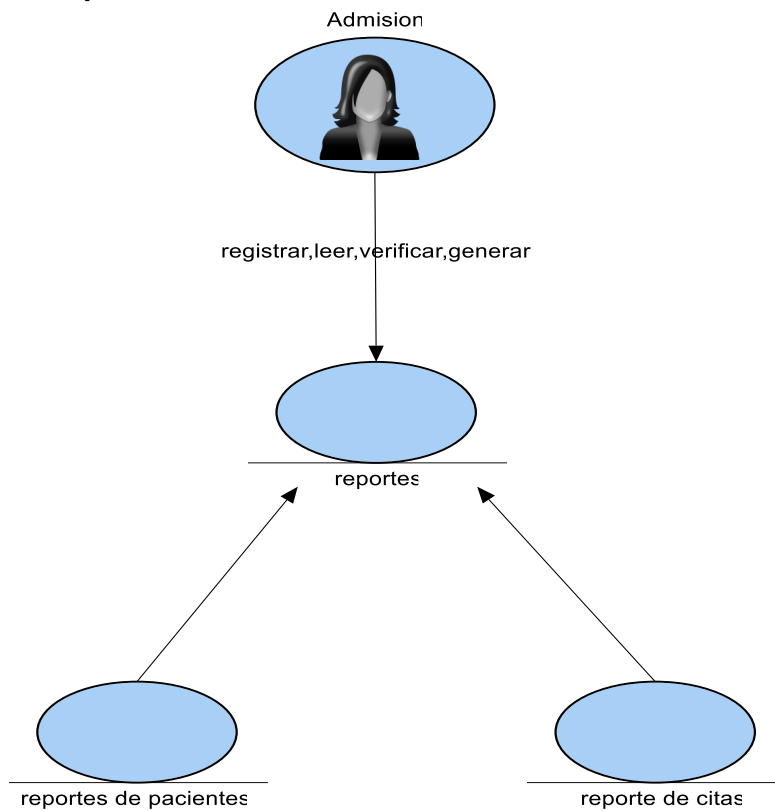 Admision
registrar,leer,verificar,generar
reportes
reportes de pacientes
reporte de citas